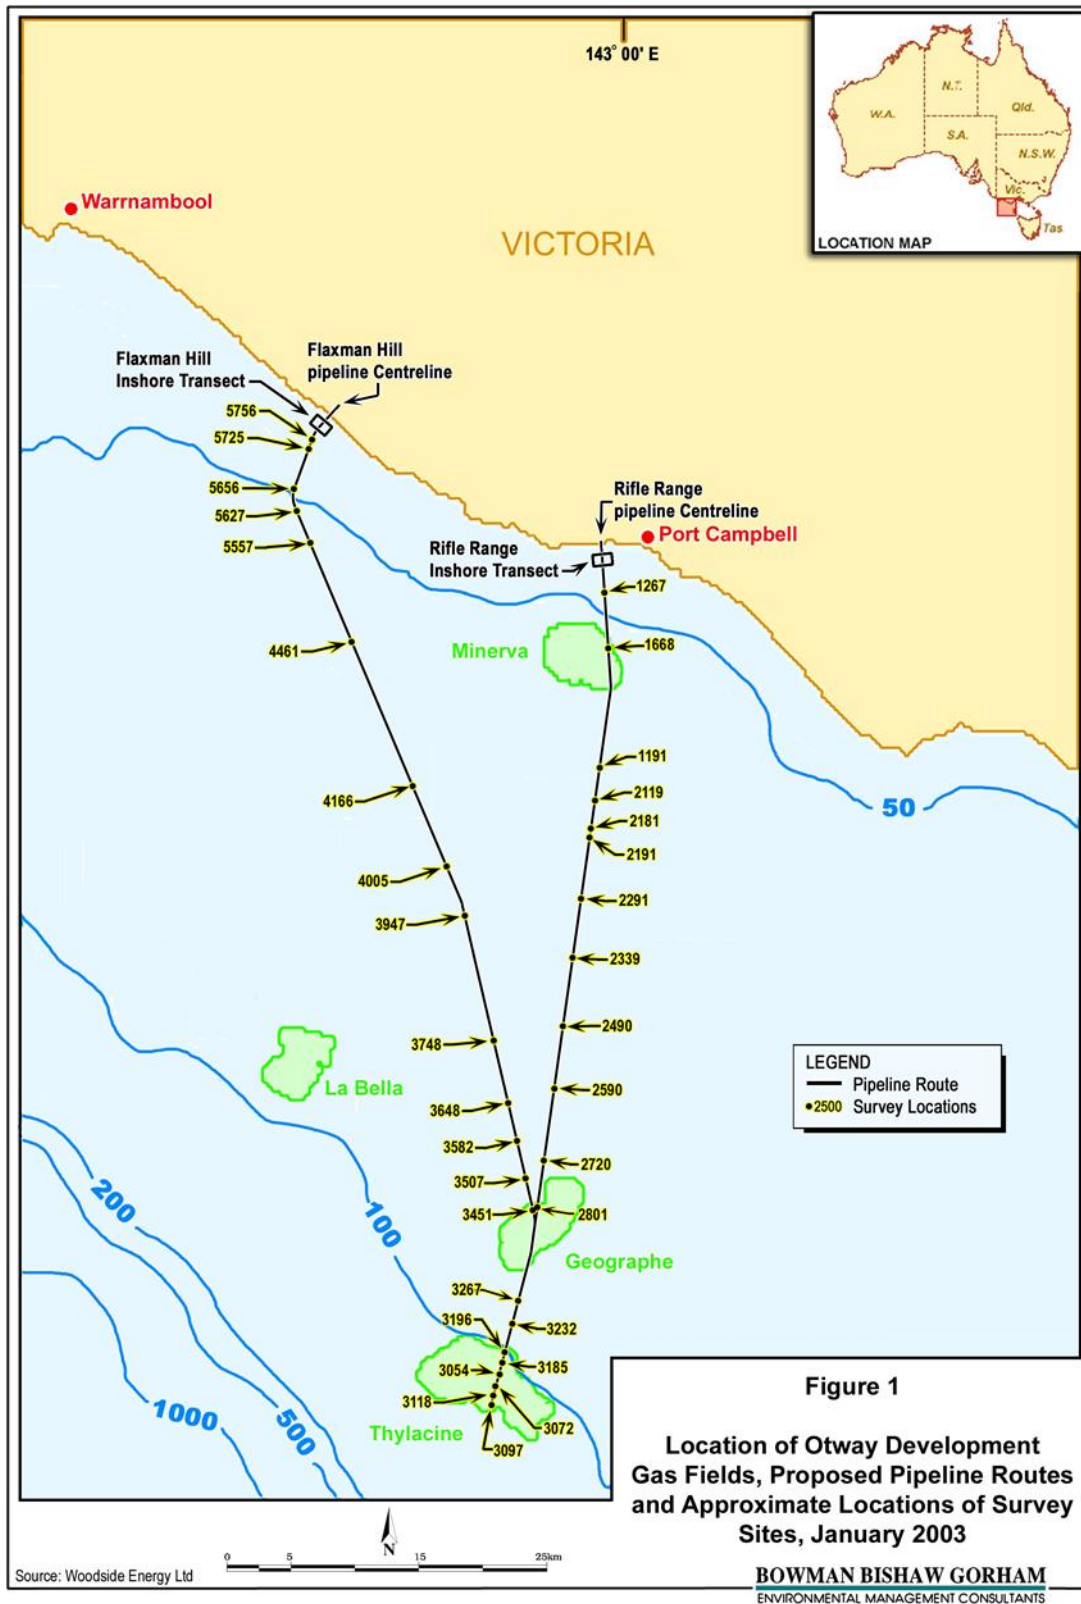 143° 00' E
W.A.
N.T.
Qld.
S.A.
N.S.W.
Vic.
Tas
LOCATION MAP
Warrnambool
VICTORIA
Flaxman Hill
Inshore Transect
Flaxman Hill
pipeline Centreline
5756
5725
5656
5627
5557
4461
4166
4005
3947
3748
3648
3582
3507
3451
Rifle Range
pipeline Centreline
Port Campbell
Rifle Range
Inshore Transect
1267
1668
Minerva
1191
2119
2181
2191
2291
2339
2490
2590
2720
2801
50
La Bella
LEGEND
Pipeline Route
2500 Survey Locations
Geographe
3267
3196
3232
3185
3054
3118
3072
3097
Thylacine
100
200
500
1000
Figure 1
Location of Otway Development
Gas Fields, Proposed Pipeline Routes
and Approximate Locations of Survey
Sites, January 2003
N
0 5 15 25km
Source: Woodside Energy Ltd
BOWMAN BISHAW GORHAM
ENVIRONMENTAL MANAGEMENT CONSULTANTS